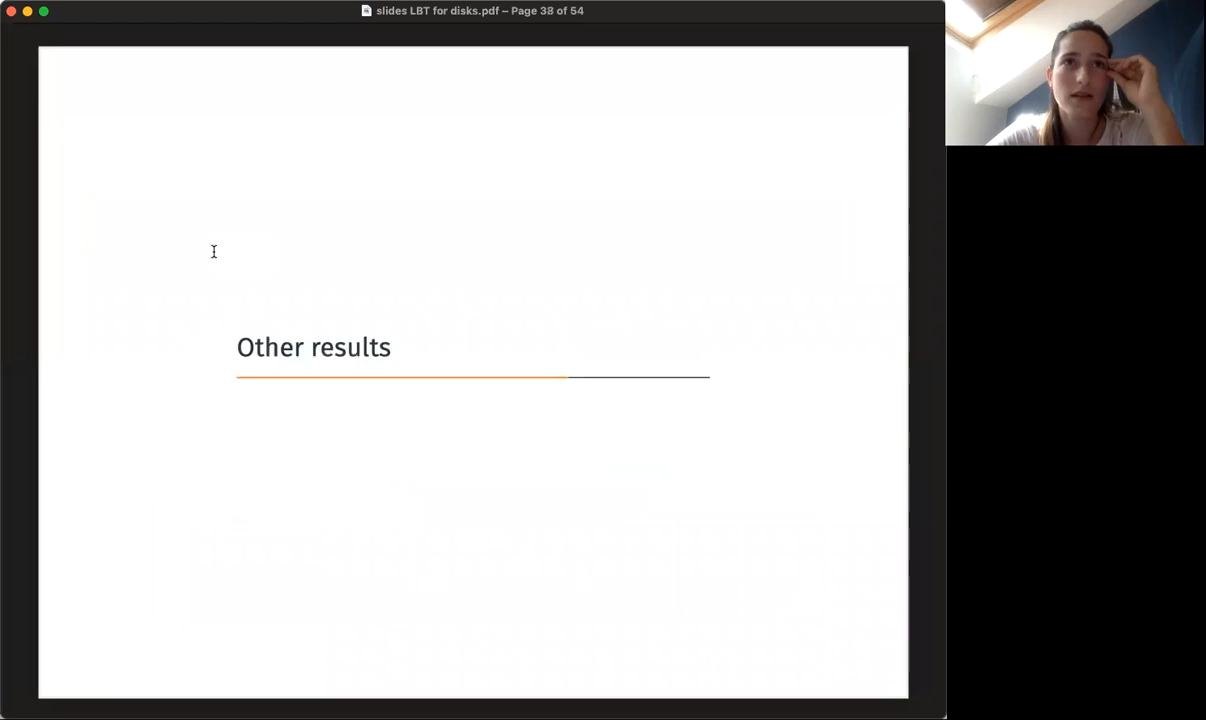 slides LBT for disks.pdf – Page 38 of 54
Other results